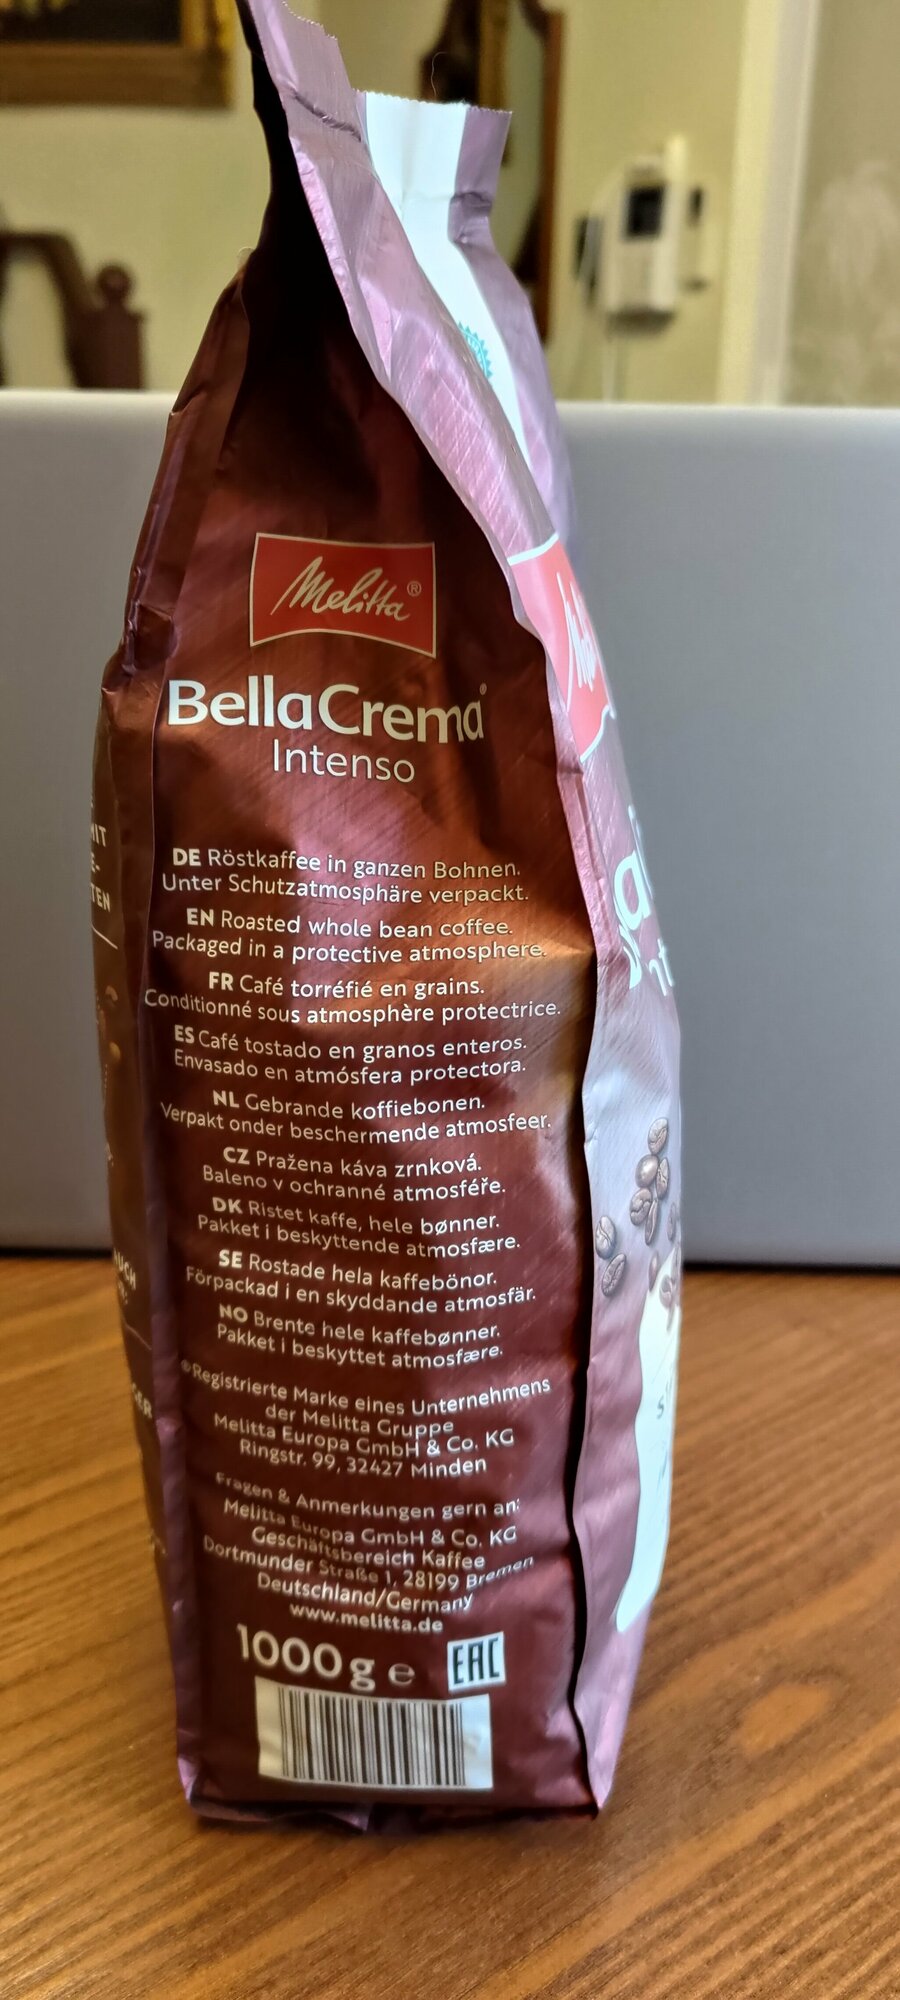 Melitta®
BellaCrema®
Intenso
DE Röstkaffee in ganzen Bohnen.
Unter Schutzatmosphäre verpackt.
EN Roasted whole bean coffee.
Packaged in a protective atmosphere.
FR Café torréfié en grains.
Conditionné sous atmosphère protectrice.
ES Café tostado en granos enteros.
Envasado en atmósfera protectora.
NL Gebrande koffiebonen.
Verpakt onder beschermende atmosfeer.
CZ Pražena káva zrnková.
Baleno v ochranné atmosféře.
DK Ristet kaffe, hele bønner.
Pakket i beskyttende atmosfære.
SE Rostade hela kaffebönor.
Förpackad i en skyddande atmosfär.
NO Brente hele kaffebønner.
Pakket i beskyttet atmosfære.
®Registrierte Marke eines Unternehmens
der Melitta Gruppe
Melitta Europa GmbH & Co. KG
Ringstr. 99, 32427 Minden
Fragen & Anmerkungen gern an:
Melitta Europa GmbH & Co. KG
Geschäftsbereich Kaffee
Dortmunder Straße 1, 28199 Bremen
Deutschland/Germany
www.melitta.de
1000 g ℮ EAC